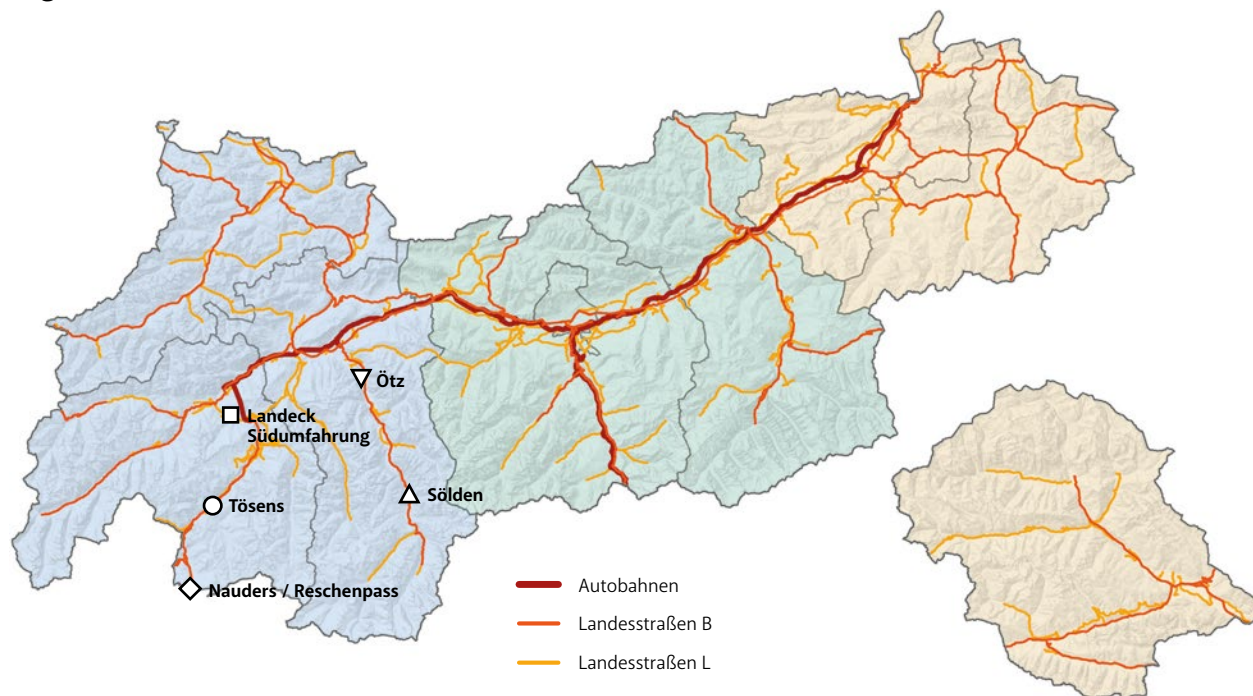 Ötz
Landeck
Südumfahrung
Sölden
Tösens
Nauders / Reschenpass
Autobahnen
Landesstraßen B
Landesstraßen L